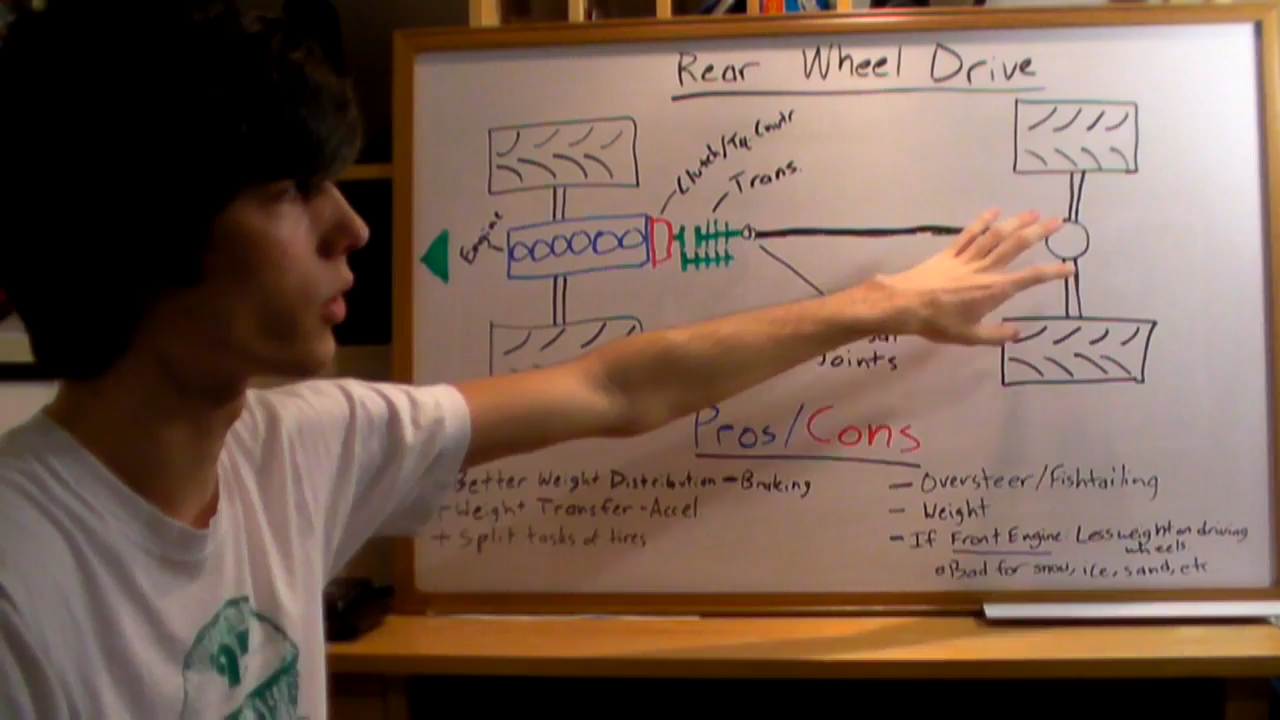 Rear Wheel Drive
Clutch/Tq. Convtr
Trans.
Engine
Joints
Pros/Cons
Better Weight Distribution - Braking
Weight Transfer - Accel
+ Split tasks of tires
- Oversteer/Fishtailing
- Weight
- If Front Engine Less weight on driving
wheels
Bad for snow, ice, sand, etc